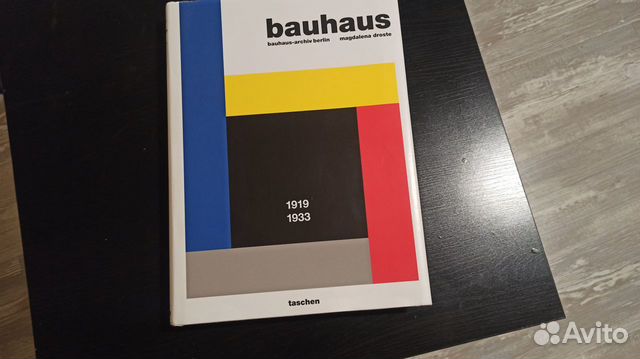 bauhaus
bauhaus-archiv berlin magdalena droste
1919
1933
taschen
Avito